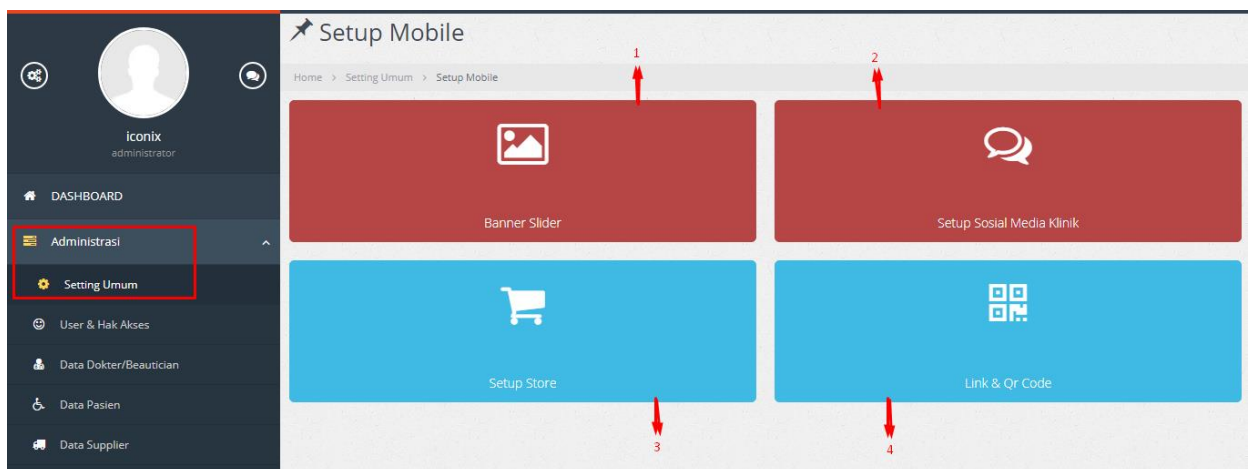 Setup Mobile
1
2
Home > Setting Umum > Setup Mobile
iconix
administrator
DASHBOARD
Administrasi
Setting Umum
User & Hak Akses
Data Dokter/Beautician
Data Pasien
Data Supplier
Banner Slider
Setup Sosial Media Klinik
Setup Store
Link & Qr Code
3
4